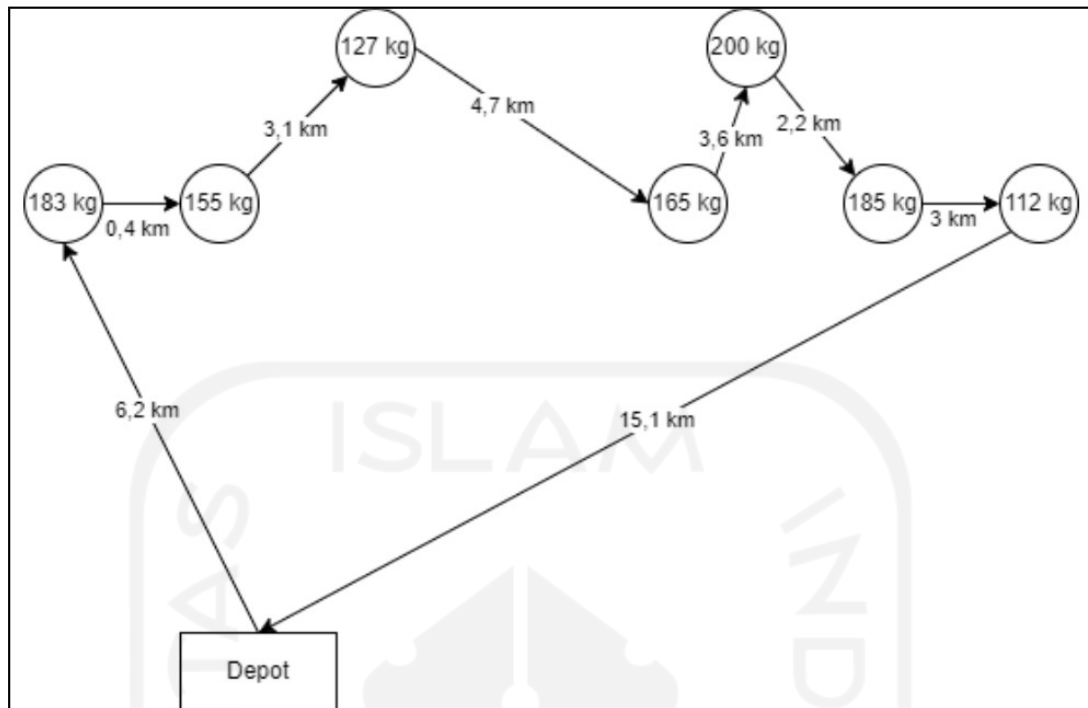 127 kg
200 kg
4,7 km
2,2 km
3,1 km
3,6 km
183 kg
155 kg
165 kg
185 kg
112 kg
0,4 km
3 km
6,2 km
15,1 km
ISLAM
TAS
IND
Depot